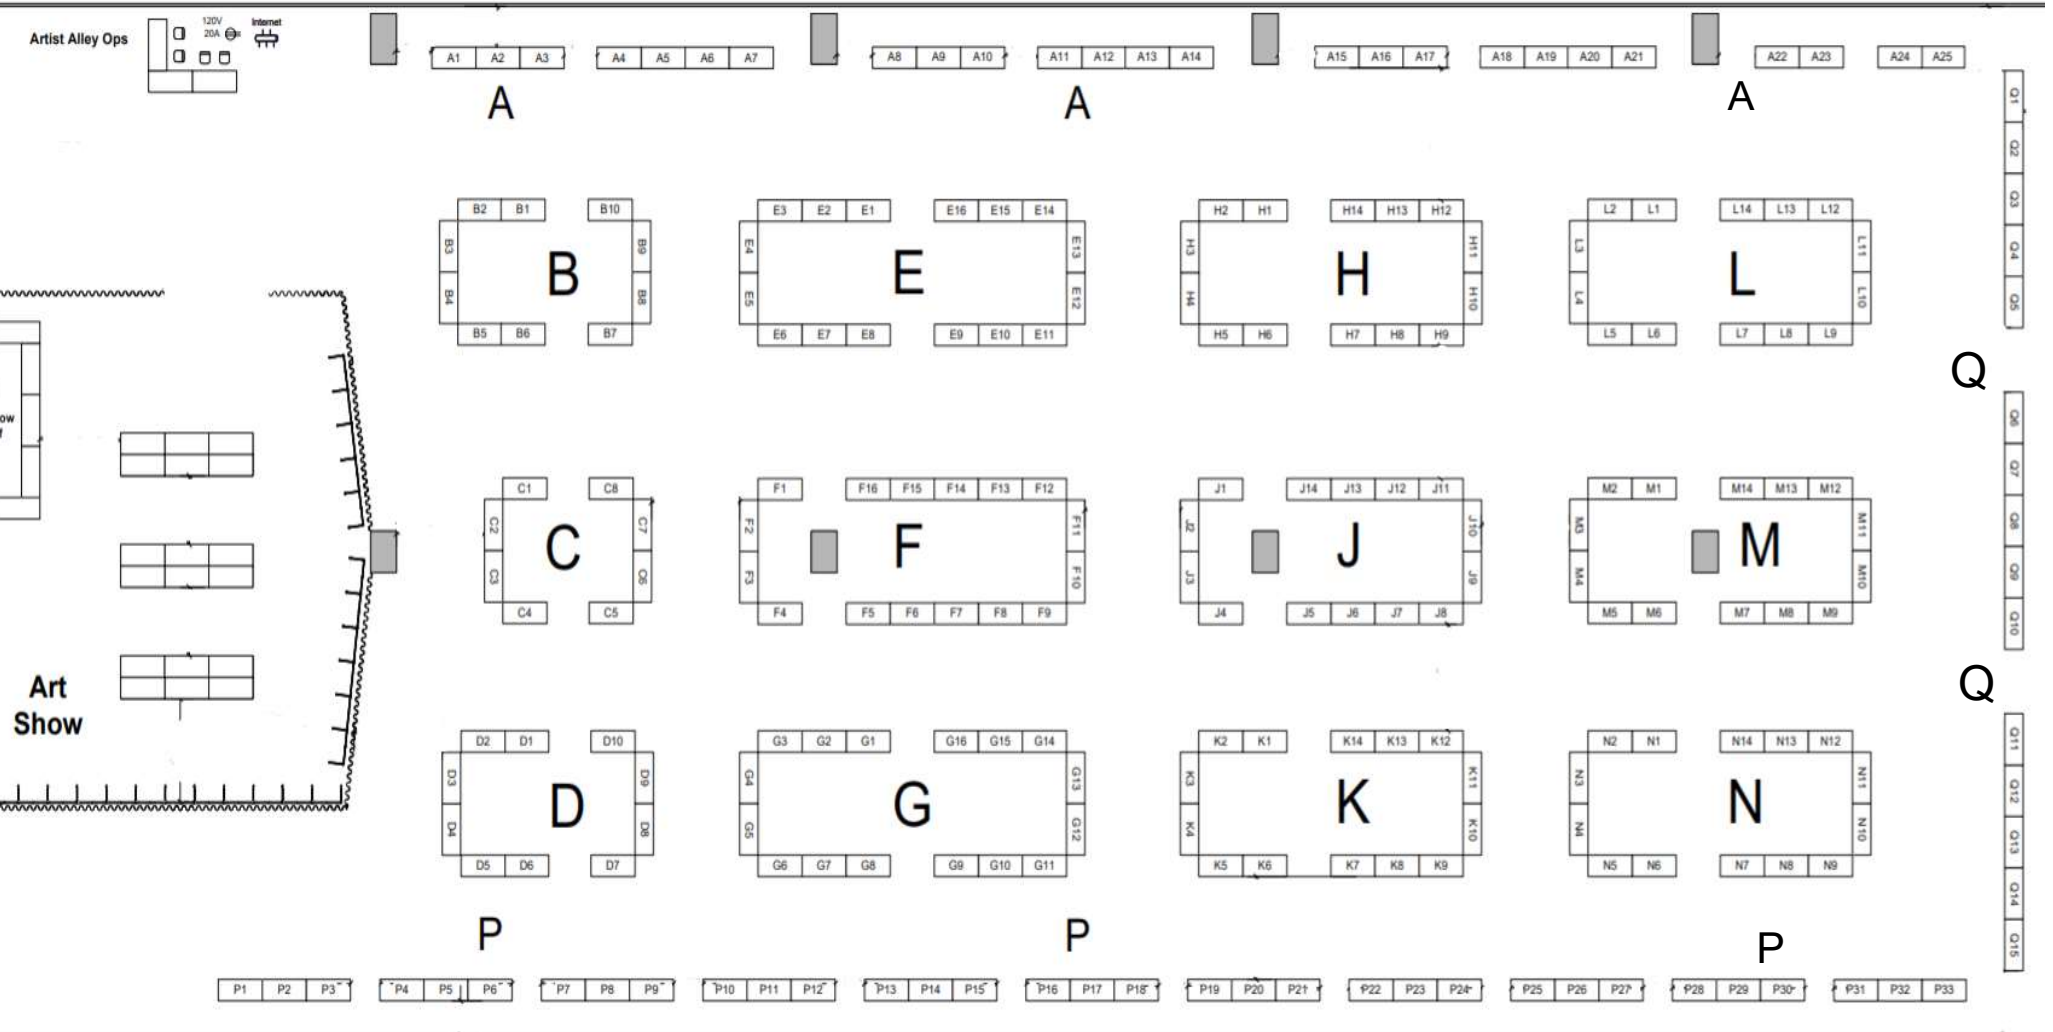 Artist Alley Ops
120V
20A
Internet
A1 A2 A3 A4 A5 A6 A7 A8 A9 A10 A11 A12 A13 A14 A15 A16 A17 A18 A19 A20 A21 A22 A23 A24 A25
A A A
Q1
Q2
Q3
Q4
Q5
B2 B1 B10 E3 E2 E1 E16 E15 E14 H2 H1 H14 H13 H12 L2 L1 L14 L13 L12
B3 B9 E4 E13 H3 H11 L3 L11
B E H L
B4 B8 E5 E12 H4 H10 L4 L10
B5 B6 B7 E6 E7 E8 E9 E10 E11 H5 H6 H7 H8 H9 L5 L6 L7 L8 L9
Q
ow
f
Q6
Q7
Q8
Q9
Q10
C1 C8 F1 F16 F15 F14 F13 F12 J1 J14 J13 J12 J11 M2 M1 M14 M13 M12
C2 C7 F2 F11 J2 J10 M3 M11
C F J M
C3 C6 F3 F10 J3 J9 M4 M10
C4 C5 F4 F5 F6 F7 F8 F9 J4 J5 J6 J7 J8 M5 M6 M7 M8 M9
Q
Art
Show
Q11
Q12
Q13
Q14
Q15
D2 D1 D10 G3 G2 G1 G16 G15 G14 K2 K1 K14 K13 K12 N2 N1 N14 N13 N12
D3 D9 G4 G13 K3 K11 N3 N11
D G K N
D4 D8 G5 G12 K4 K10 N4 N10
D5 D6 D7 G6 G7 G8 G9 G10 G11 K5 K6 K7 K8 K9 N5 N6 N7 N8 N9
P P P
P1 P2 P3 P4 P5 P6 P7 P8 P9 P10 P11 P12 P13 P14 P15 P16 P17 P18 P19 P20 P21 P22 P23 P24 P25 P26 P27 P28 P29 P30 P31 P32 P33